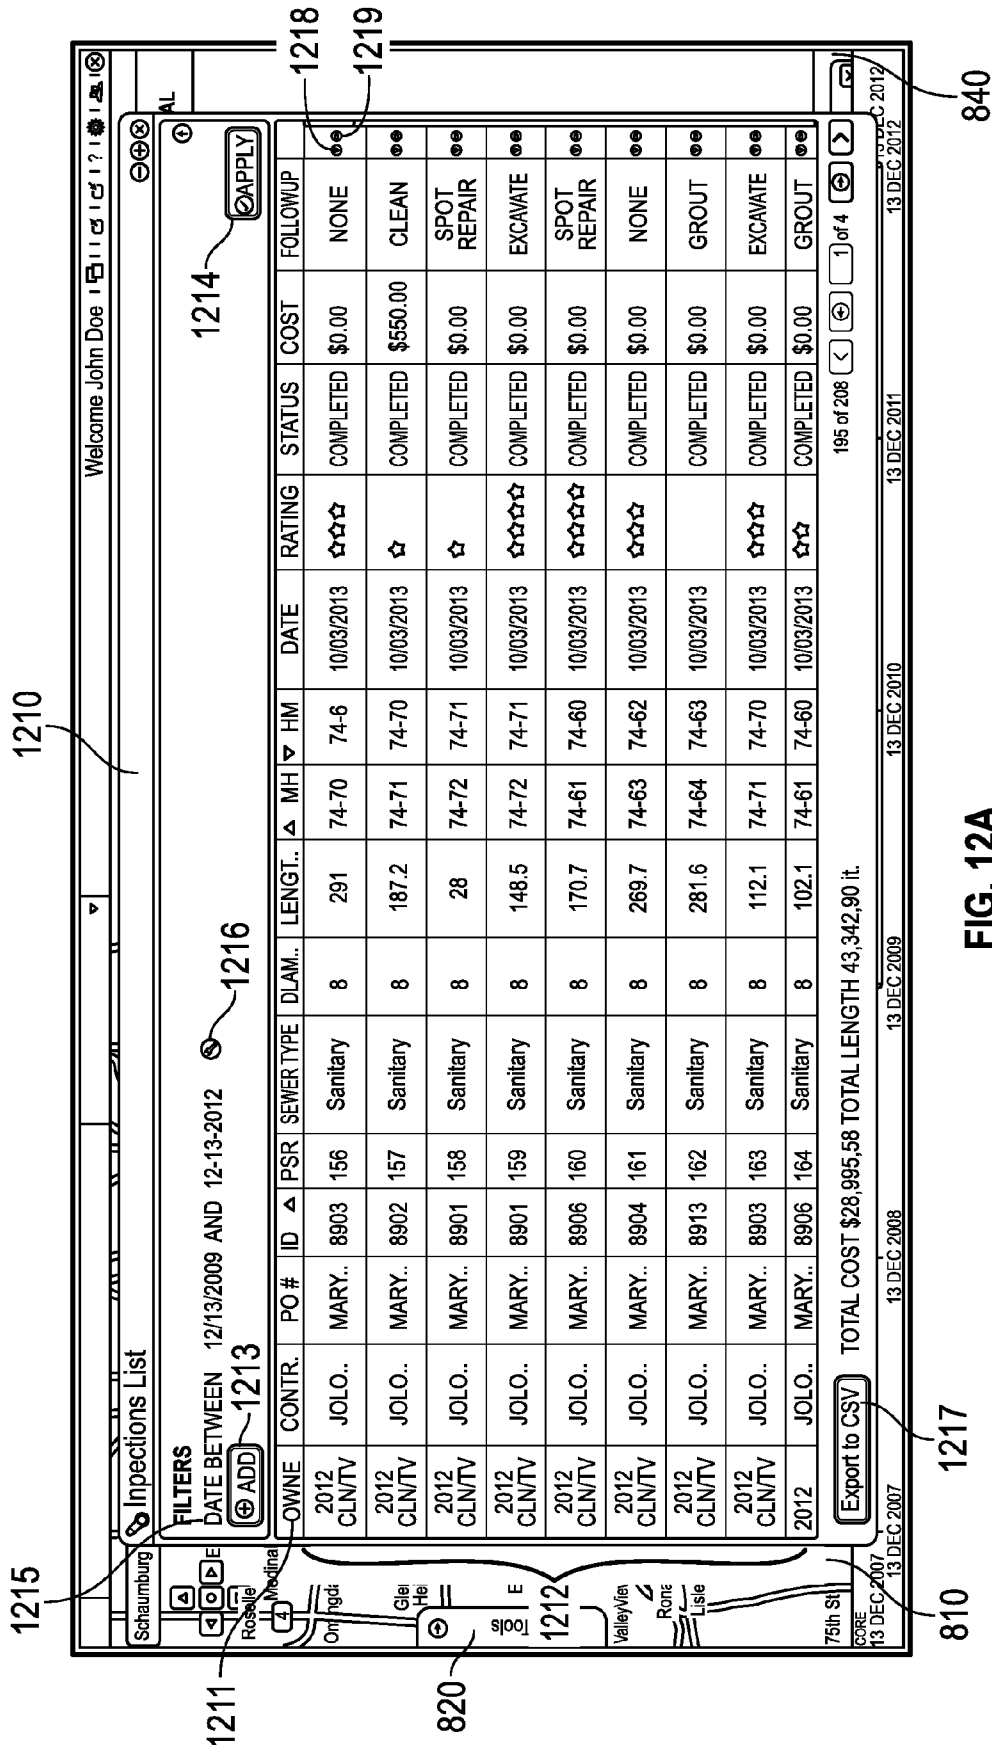 1210
Welcome John Doe
?
AL
Schaumburg
Inpections List
1215
FILTERS
DATE BETWEEN 12/13/2009 AND 12-13-2012
1216
ADD
1213
1214
APPLY
1211
OWNE CONTR. PO # ID PSR SEWER TYPE DLAM.. LENGT.. MH HM DATE RATING STATUS COST FOLLOWUP
1218
1219
2012 CLN/TV JOLO.. MARY.. 8903 156 Sanitary 8 291 74-70 74-6 10/03/2013 COMPLETED $0.00 NONE
2012 CLN/TV JOLO.. MARY.. 8902 157 Sanitary 8 187.2 74-71 74-70 10/03/2013 COMPLETED $550.00 CLEAN
2012 CLN/TV JOLO.. MARY.. 8901 158 Sanitary 8 28 74-72 74-71 10/03/2013 COMPLETED $0.00 SPOT REPAIR
2012 CLN/TV JOLO.. MARY.. 8901 159 Sanitary 8 148.5 74-72 74-71 10/03/2013 COMPLETED $0.00 EXCAVATE
2012 CLN/TV JOLO.. MARY.. 8906 160 Sanitary 8 170.7 74-61 74-60 10/03/2013 COMPLETED $0.00 SPOT REPAIR
2012 CLN/TV JOLO.. MARY.. 8904 161 Sanitary 8 269.7 74-63 74-62 10/03/2013 COMPLETED $0.00 NONE
2012 CLN/TV JOLO.. MARY.. 8913 162 Sanitary 8 281.6 74-64 74-63 10/03/2013 COMPLETED $0.00 GROUT
2012 CLN/TV JOLO.. MARY.. 8903 163 Sanitary 8 112.1 74-71 74-70 10/03/2013 COMPLETED $0.00 EXCAVATE
2012 JOLO.. MARY.. 8906 164 Sanitary 8 102.1 74-61 74-60 10/03/2013 COMPLETED $0.00 GROUT
1212
E
Roselle
Medinal
4
Glei
Hei
E
820
Tools
ValleyView
Lisle
75th St
CORE
Export to CSV
TOTAL COST $28,995,58 TOTAL LENGTH 43,342,90 it.
195 of 208
1 of 4
13 DEC 2007
13 DEC 2007
13 DEC 2008
13 DEC 2009
13 DEC 2010
13 DEC 2011
13 DEC 2012
810
1217
840
FIG. 12A